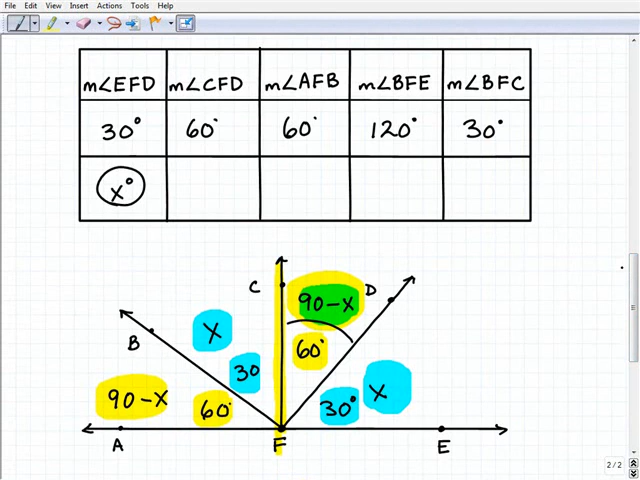 File Edit View Insert Actions Tools Help
m∠EFD m∠CFD m∠AFB m∠BFE m∠BFC
30° 60° 60° 120° 30°
x°
C 90-x D
B x
30 60°
90-x 60° 30° x
A F E
2/2